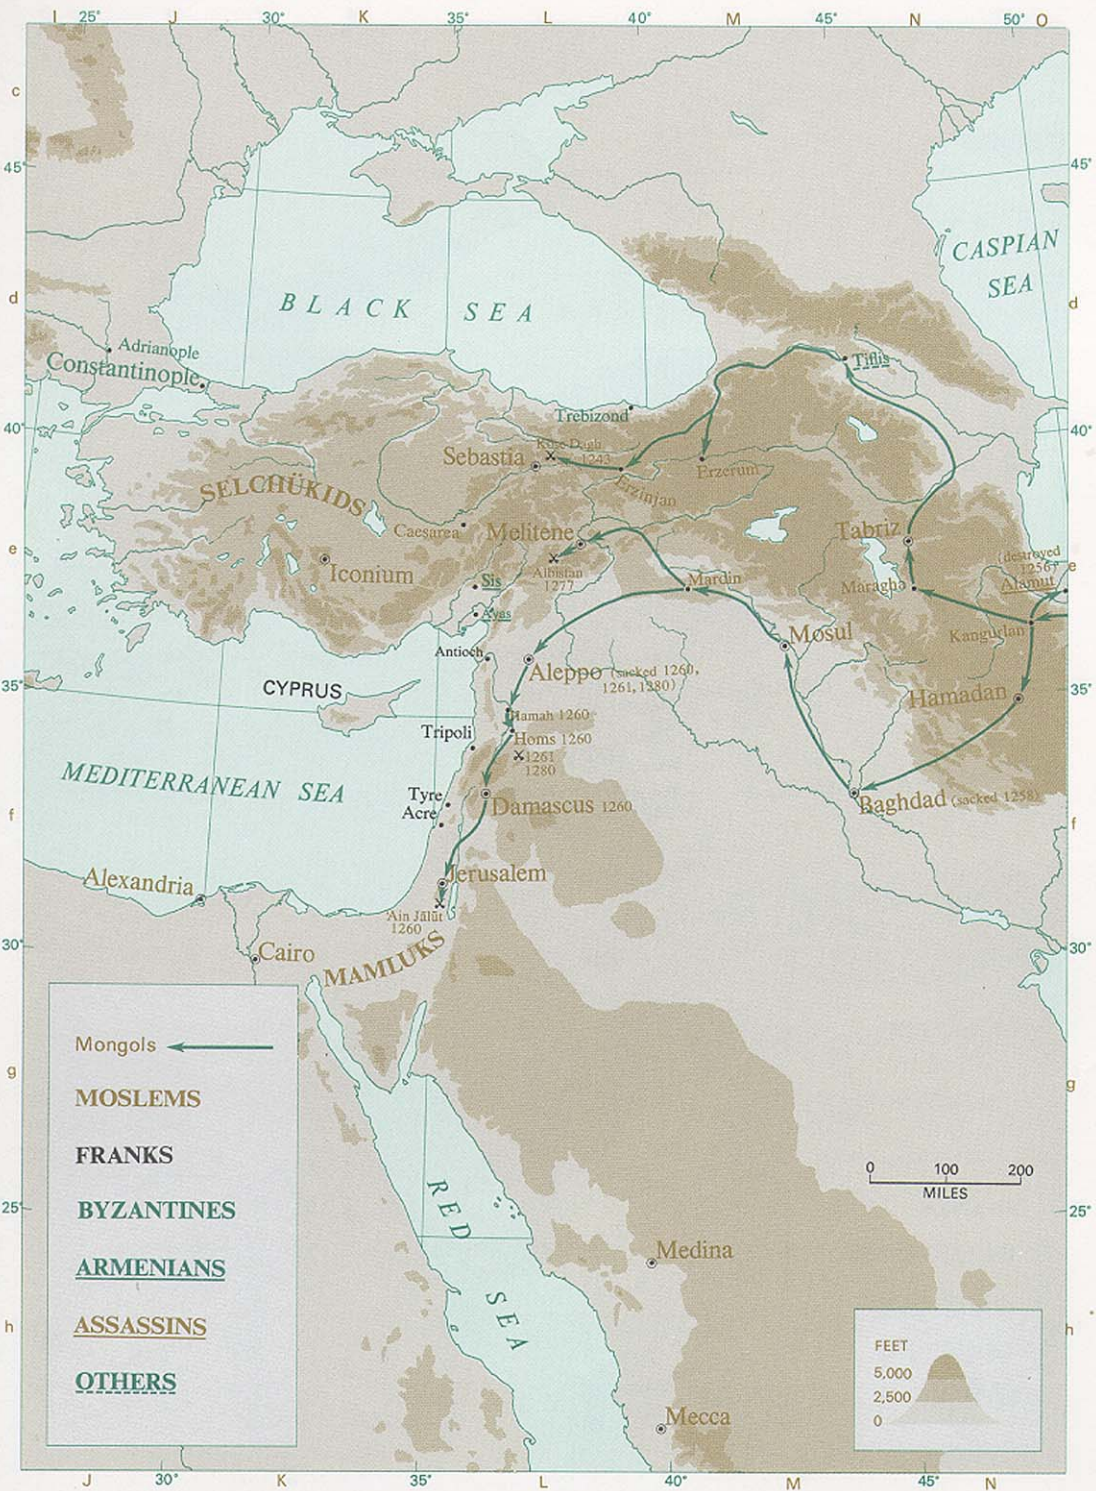 I 25° J 30° K 35° L 40° M 45° N 50° O
c
45° 45°
CASPIAN
SEA
d d
BLACK SEA
Adrianople
Constantinople
Tiflis
Trebizond
40° 40°
Köse Dagh
1243
Sebastia
Erzerum
Erzinjan
SELCHÜKIDS
Caesarea
Melitene
Tabriz
e e
(destroyed
1256)
Alamut
Albistan
1277
Iconium
Sis
Mardin
Maragha
Ayas
Kangurlan
Mosul
Antioch
Aleppo (sacked 1260,
1261, 1280)
35° 35°
CYPRUS
Hamadan
Hamah 1260
Tripoli
Homs 1260
1261
1280
MEDITERRANEAN SEA
Tyre
Acre
Damascus 1260
Baghdad (sacked 1258)
f f
Jerusalem
Alexandria
'Ain Jālūt
1260
30° 30°
Cairo
MAMLUKS
Mongols
g g
MOSLEMS
FRANKS
BYZANTINES
ARMENIANS
ASSASSINS
OTHERS
0 100 200
MILES
25° 25°
RED SEA
Medina
h h
FEET
5,000
2,500
0
Mecca
J 30° K 35° L 40° M 45° N